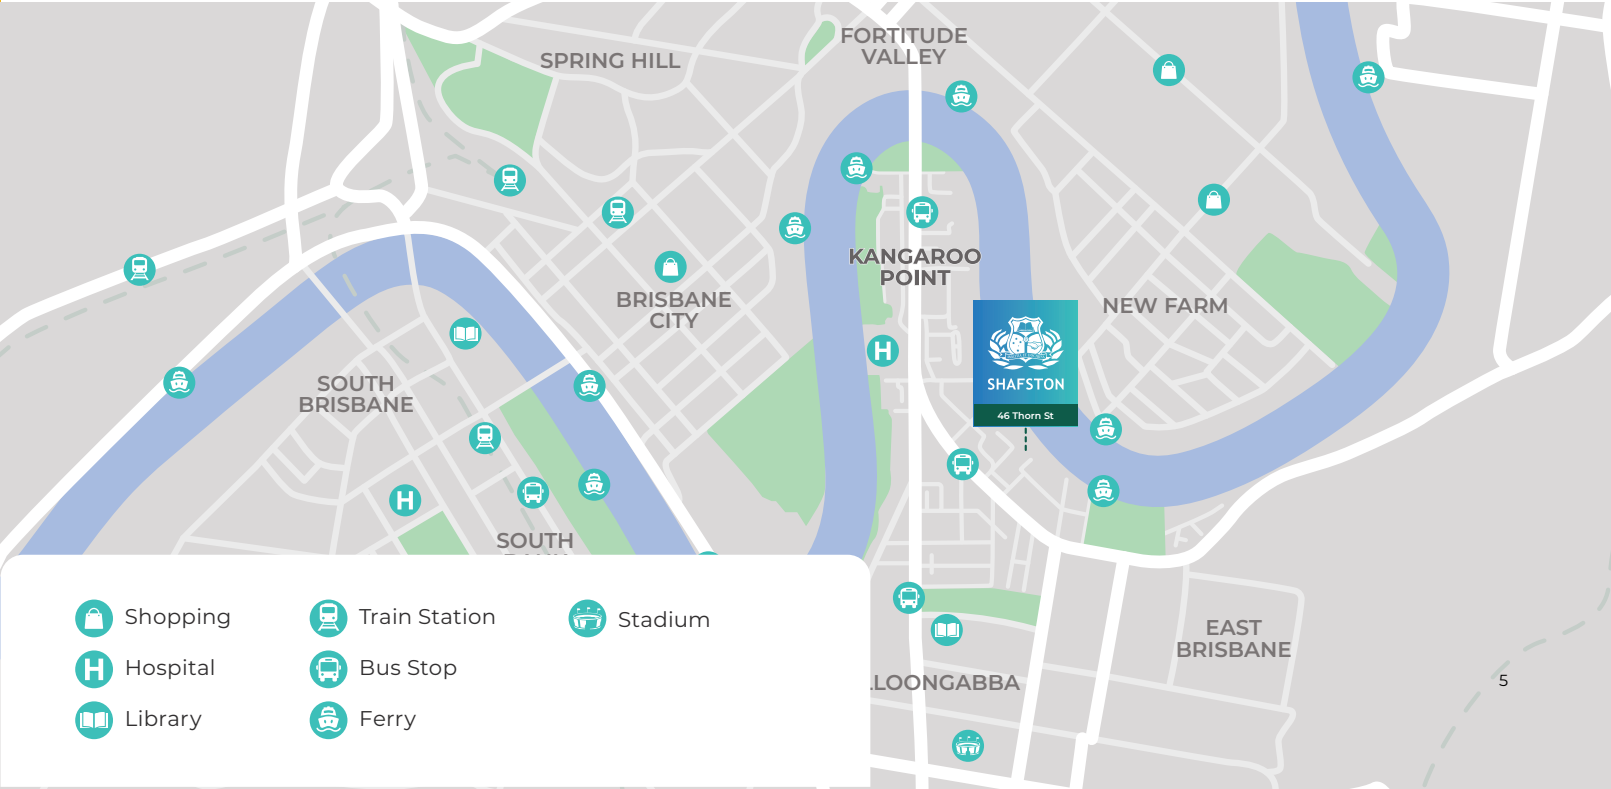 FORTITUDE
VALLEY
SPRING HILL
KANGAROO
POINT
BRISBANE
CITY
NEW FARM
SHAFSTON
46 Thorn St
SOUTH
BRISBANE
H
H
SOUTH
Shopping
Train Station
Stadium
H Hospital
Bus Stop
Library
Ferry
EAST
BRISBANE
LLOONGABBA
5